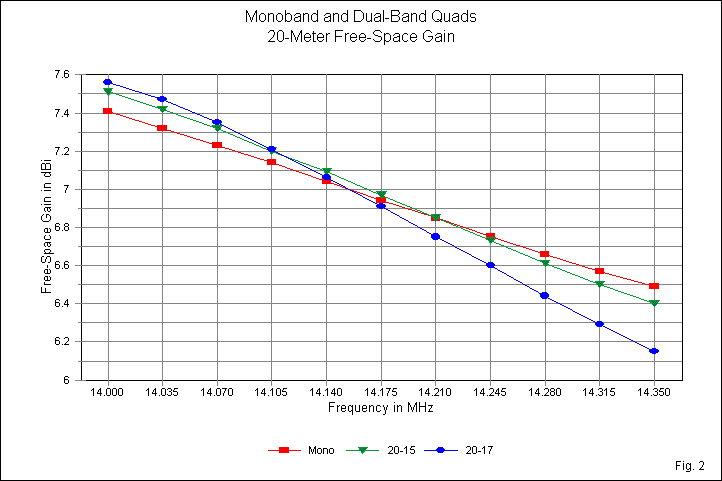 Monoband and Dual-Band Quads
20-Meter Free-Space Gain
Free-Space Gain in dBi
7.6
7.4
7.2
7
6.8
6.6
6.4
6.2
6
14.000 14.035 14.070 14.105 14.140 14.175 14.210 14.245 14.280 14.315 14.350
Frequency in MHz
Mono 20-15 20-17
Fig. 2